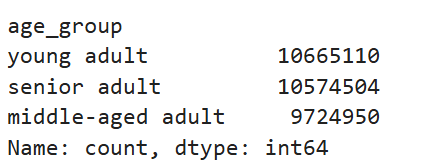 age_group
young adult 10665110
senior adult 10574504
middle-aged adult 9724950
Name: count, dtype: int64